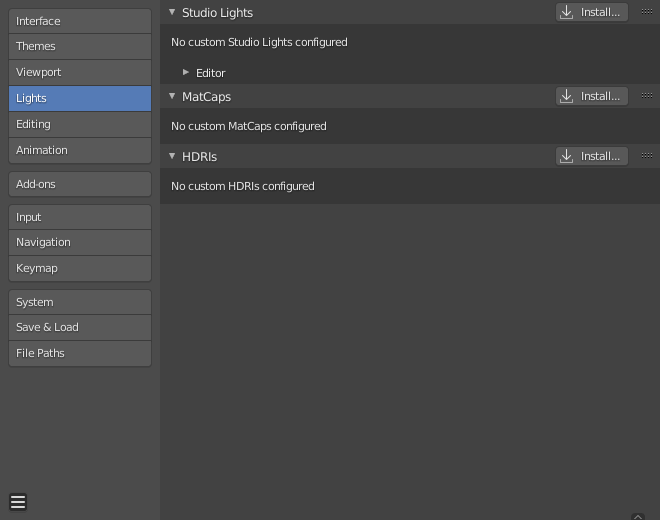 Interface
Themes
Viewport
Lights
Editing
Animation
Add-ons
Input
Navigation
Keymap
System
Save & Load
File Paths
Studio Lights
Install...
No custom Studio Lights configured
Editor
MatCaps
Install...
No custom MatCaps configured
HDRIs
Install...
No custom HDRIs configured